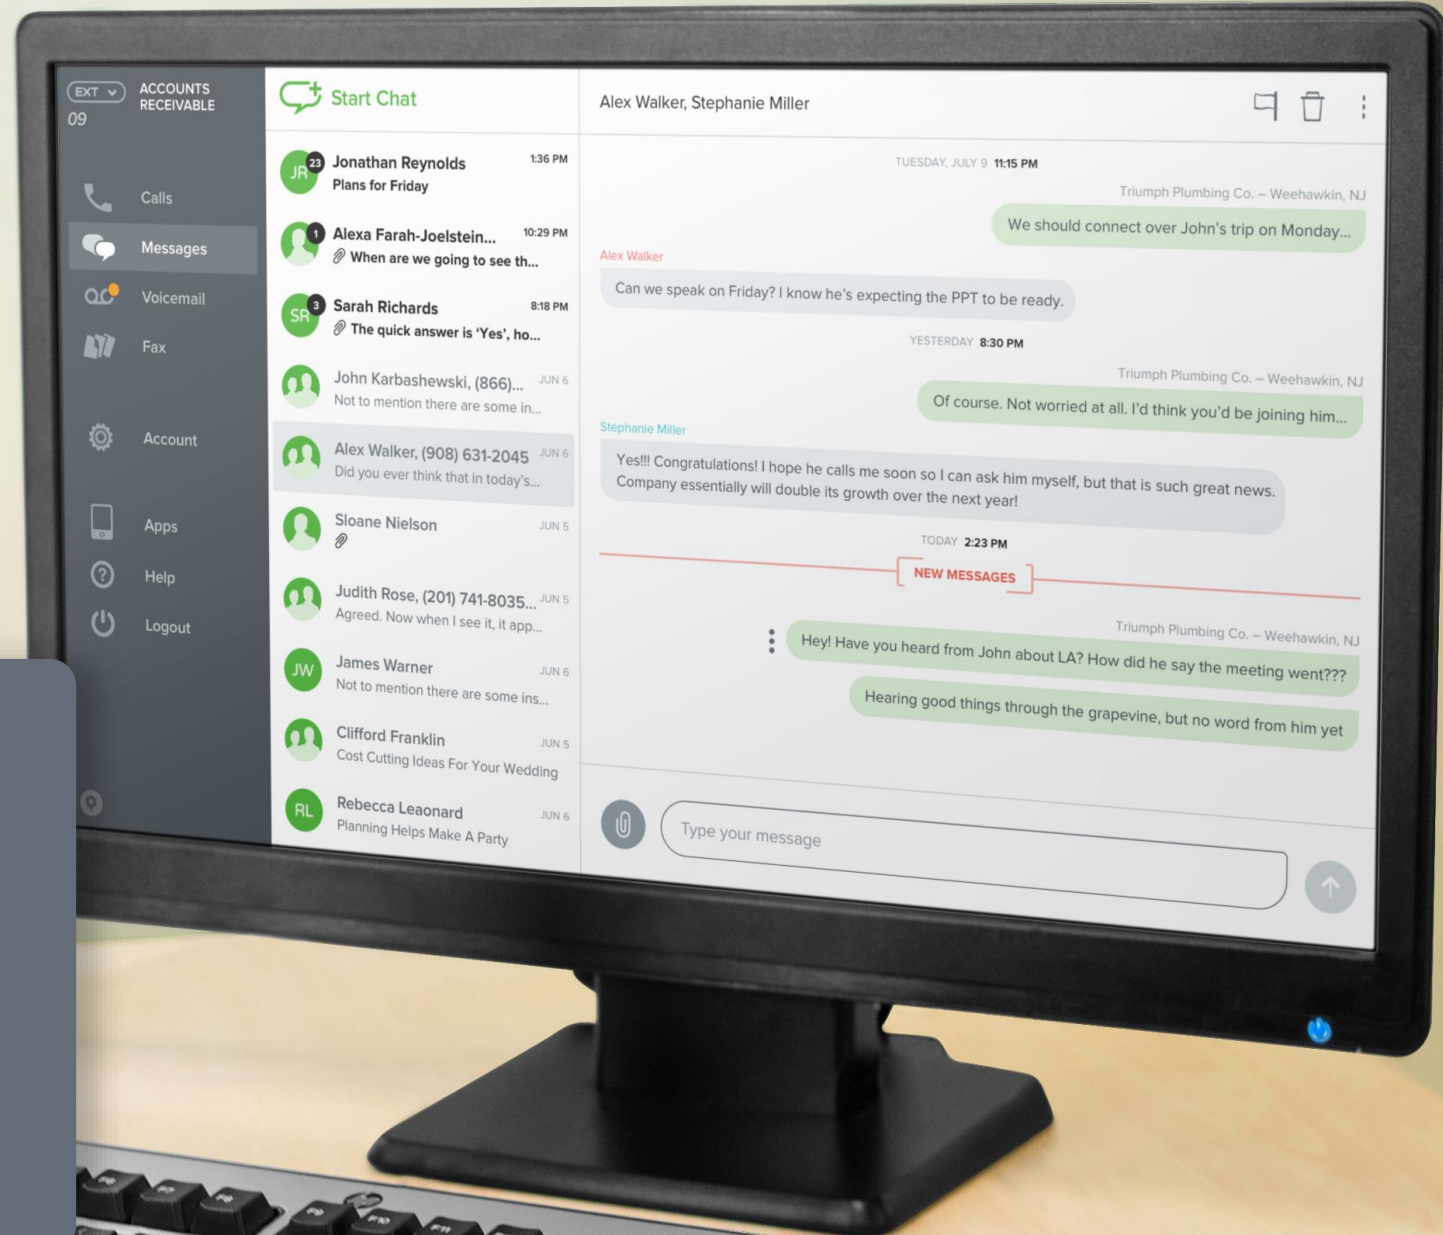 EXT
ACCOUNTS
RECEIVABLE
09
Calls
Messages
Voicemail
Fax
Account
Apps
Help
Logout
Start Chat
JR
23
Jonathan Reynolds
1:36 PM
Plans for Friday
1
Alexa Farah-Joelstein...
10:29 PM
When are we going to see th...
SR
3
Sarah Richards
8:18 PM
The quick answer is ‘Yes’, ho...
John Karbashewski, (866)...
JUN 6
Not to mention there are some in...
Alex Walker, (908) 631-2045
JUN 6
Did you ever think that in today's...
Sloane Nielson
JUN 5
Judith Rose, (201) 741-8035...
JUN 5
Agreed. Now when I see it, it app...
JW
James Warner
JUN 6
Not to mention there are some ins...
Clifford Franklin
JUN 5
Cost Cutting Ideas For Your Wedding
RL
Rebecca Leaonard
JUN 6
Planning Helps Make A Party
Alex Walker, Stephanie Miller
TUESDAY, JULY 9 11:15 PM
Triumph Plumbing Co. – Weehawkin, NJ
We should connect over John's trip on Monday...
Alex Walker
Can we speak on Friday? I know he's expecting the PPT to be ready.
YESTERDAY 8:30 PM
Triumph Plumbing Co. – Weehawkin, NJ
Of course. Not worried at all. I'd think you'd be joining him...
Stephanie Miller
Yes!!! Congratulations! I hope he calls me soon so I can ask him myself, but that is such great news.
Company essentially will double its growth over the next year!
TODAY 2:23 PM
NEW MESSAGES
Triumph Plumbing Co. – Weehawkin, NJ
Hey! Have you heard from John about LA? How did he say the meeting went???
Hearing good things through the grapevine, but no word from him yet
Type your message
F6
F7
F8
F9
F10
F11